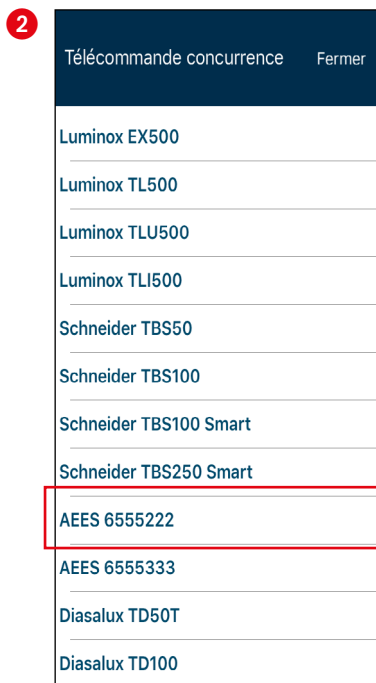 2
Télécommande concurrence Fermer
Luminox EX500
Luminox TL500
Luminox TLU500
Luminox TLI500
Schneider TBS50
Schneider TBS100
Schneider TBS100 Smart
Schneider TBS250 Smart
AEES 6555222
AEES 6555333
Diasalux TD50T
Diasalux TD100